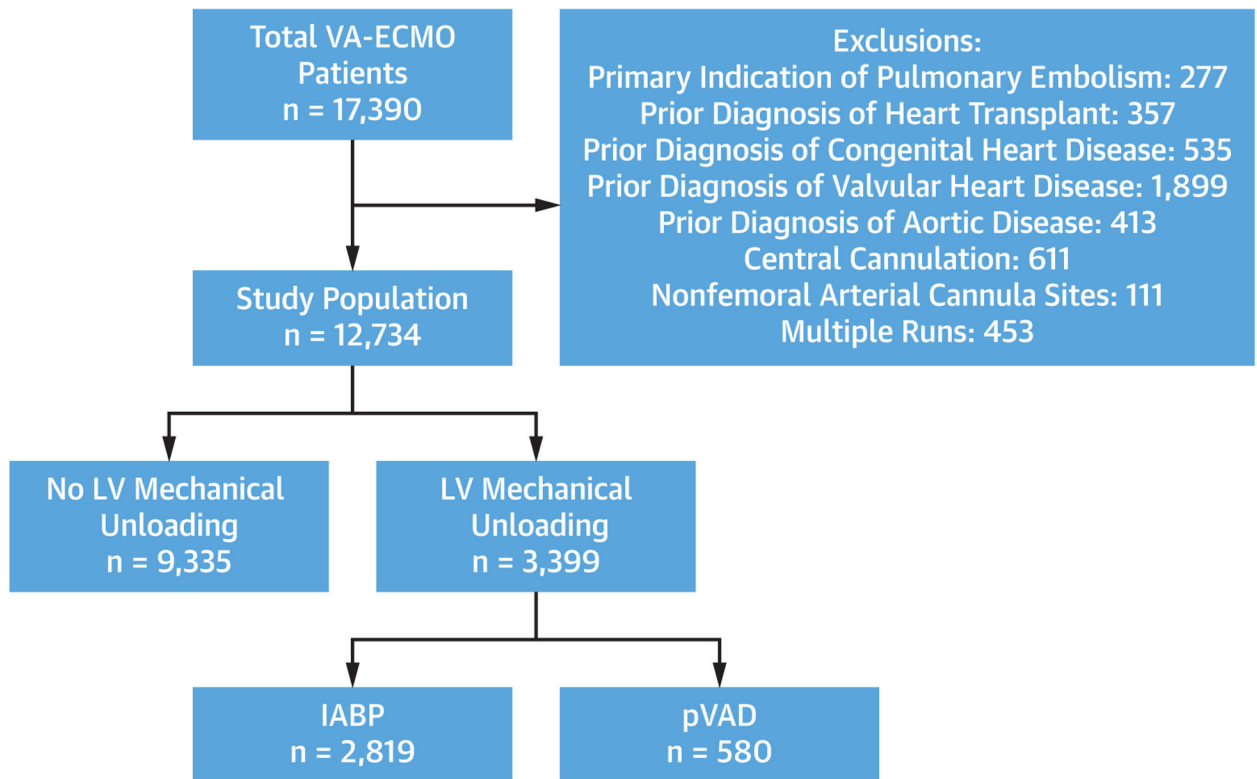 Total VA-ECMO
Patients
n = 17,390
Exclusions:
Primary Indication of Pulmonary Embolism: 277
Prior Diagnosis of Heart Transplant: 357
Prior Diagnosis of Congenital Heart Disease: 535
Prior Diagnosis of Valvular Heart Disease: 1,899
Prior Diagnosis of Aortic Disease: 413
Central Cannulation: 611
Nonfemoral Arterial Cannula Sites: 111
Multiple Runs: 453
Study Population
n = 12,734
No LV Mechanical
Unloading
n = 9,335
LV Mechanical
Unloading
n = 3,399
IABP
n = 2,819
pVAD
n = 580